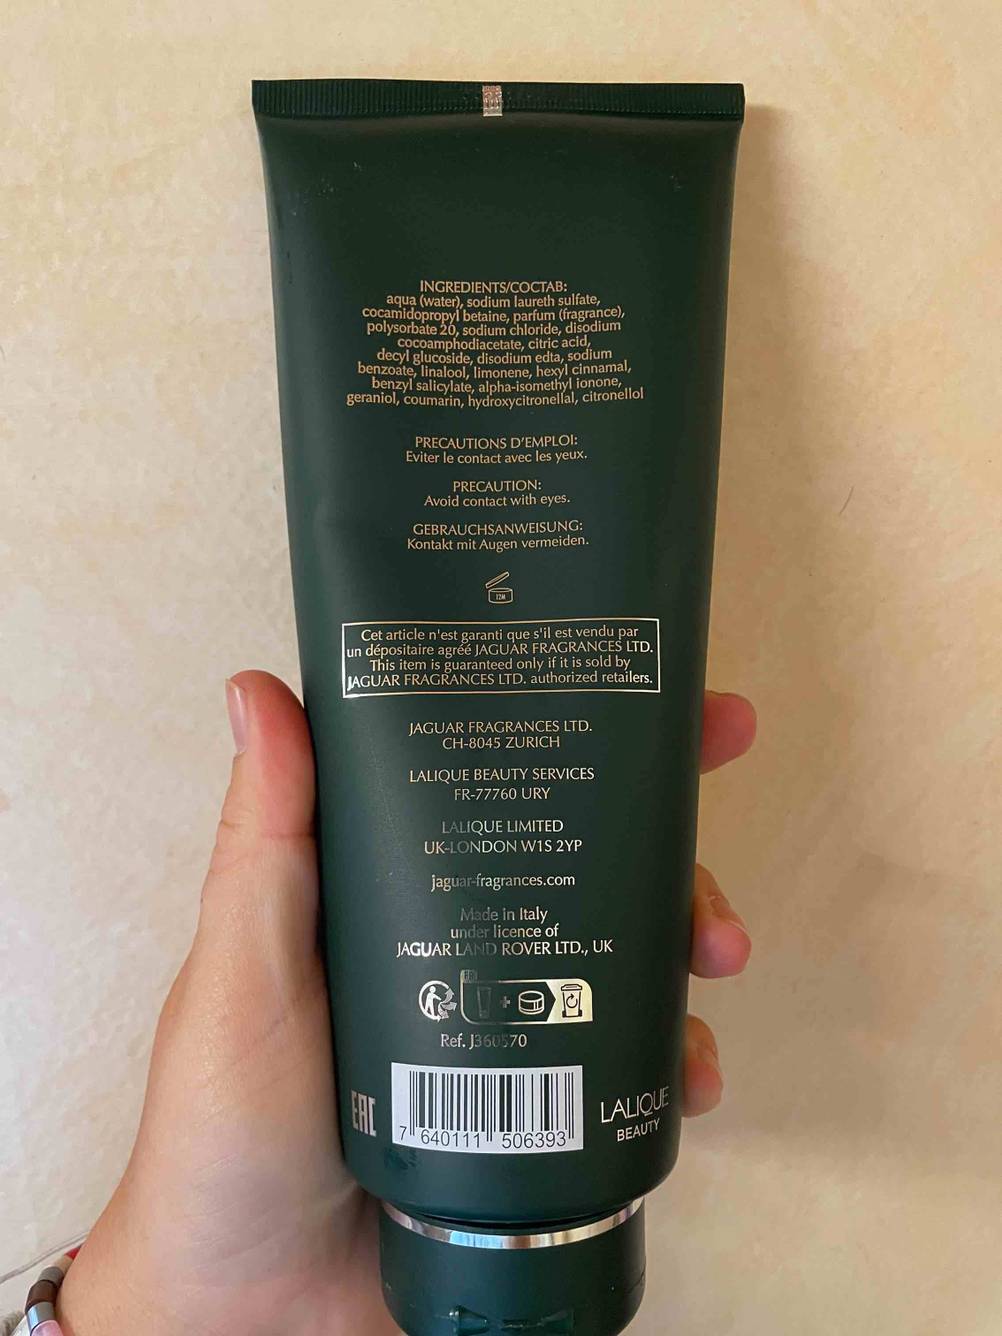 INGREDIENTS/СОСТАВ:
aqua (water), sodium laureth sulfate,
cocamidopropyl betaine, parfum (fragrance),
polysorbate 20, sodium chloride, disodium
cocoamphodiacetate, citric acid,
decyl glucoside, disodium edta, sodium
benzoate, linalool, limonene, hexyl cinnamal,
benzyl salicylate, alpha-isomethyl ionone,
geraniol, coumarin, hydroxycitronellal, citronellol
PRECAUTIONS D'EMPLOI:
Eviter le contact avec les yeux.
PRECAUTION:
Avoid contact with eyes.
GEBRAUCHSANWEISUNG:
Kontakt mit Augen vermeiden.
12M
Cet article n'est garanti que s'il est vendu par
un dépositaire agréé JAGUAR FRAGRANCES LTD.
This item is guaranteed only if it is sold by
JAGUAR FRAGRANCES LTD. authorized retailers.
JAGUAR FRAGRANCES LTD.
CH-8045 ZURICH
LALIQUE BEAUTY SERVICES
FR-77760 URY
LALIQUE LIMITED
UK-LONDON W1S 2YP
jaguar-fragrances.com
Made in Italy
under licence of
JAGUAR LAND ROVER LTD., UK
FR
+
Ref. J360570
EAC
7 640111 506393
LALIQUE
BEAUTY